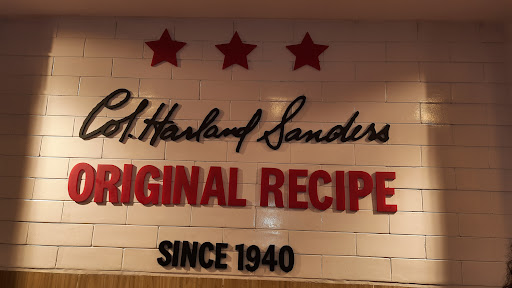 Col. Harland Sanders
ORIGINAL RECIPE
SINCE 1940